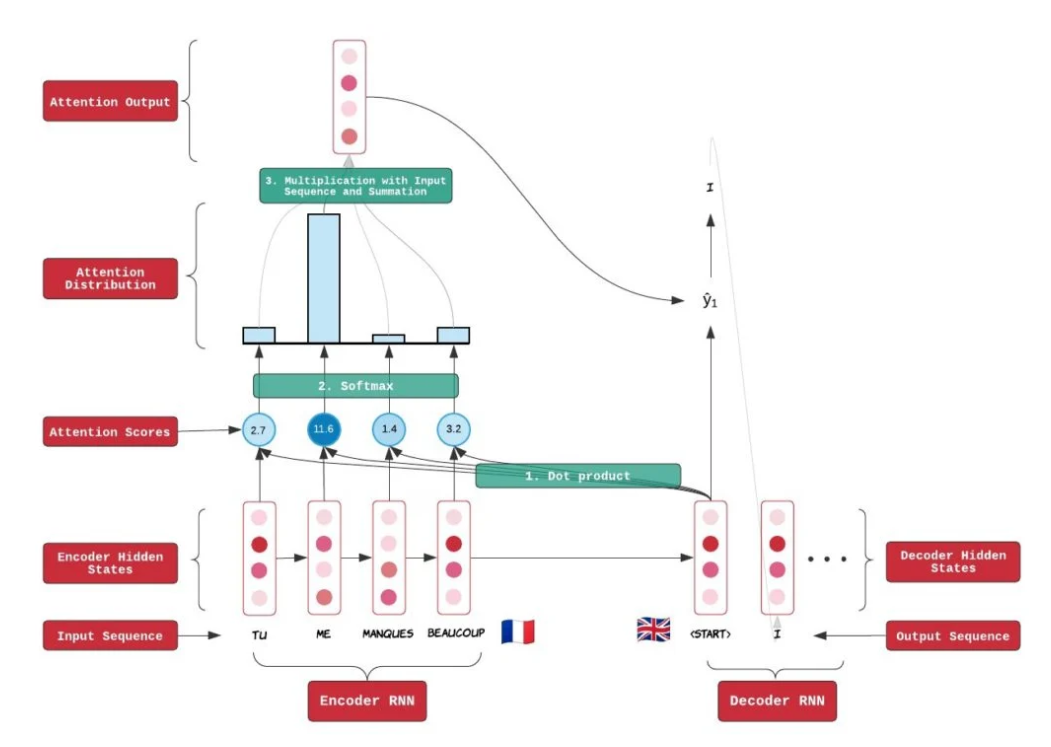 Attention Output
3. Multiplication with Input
Sequence and Summation
I
Attention
Distribution
ŷ1
2. Softmax
Attention Scores
2.7
11.6
1.4
3.2
1. Dot product
Encoder Hidden
States
Decoder Hidden
States
Input Sequence
TU
ME
MANQUES
BEAUCOUP
<START>
I
Output Sequence
Encoder RNN
Decoder RNN